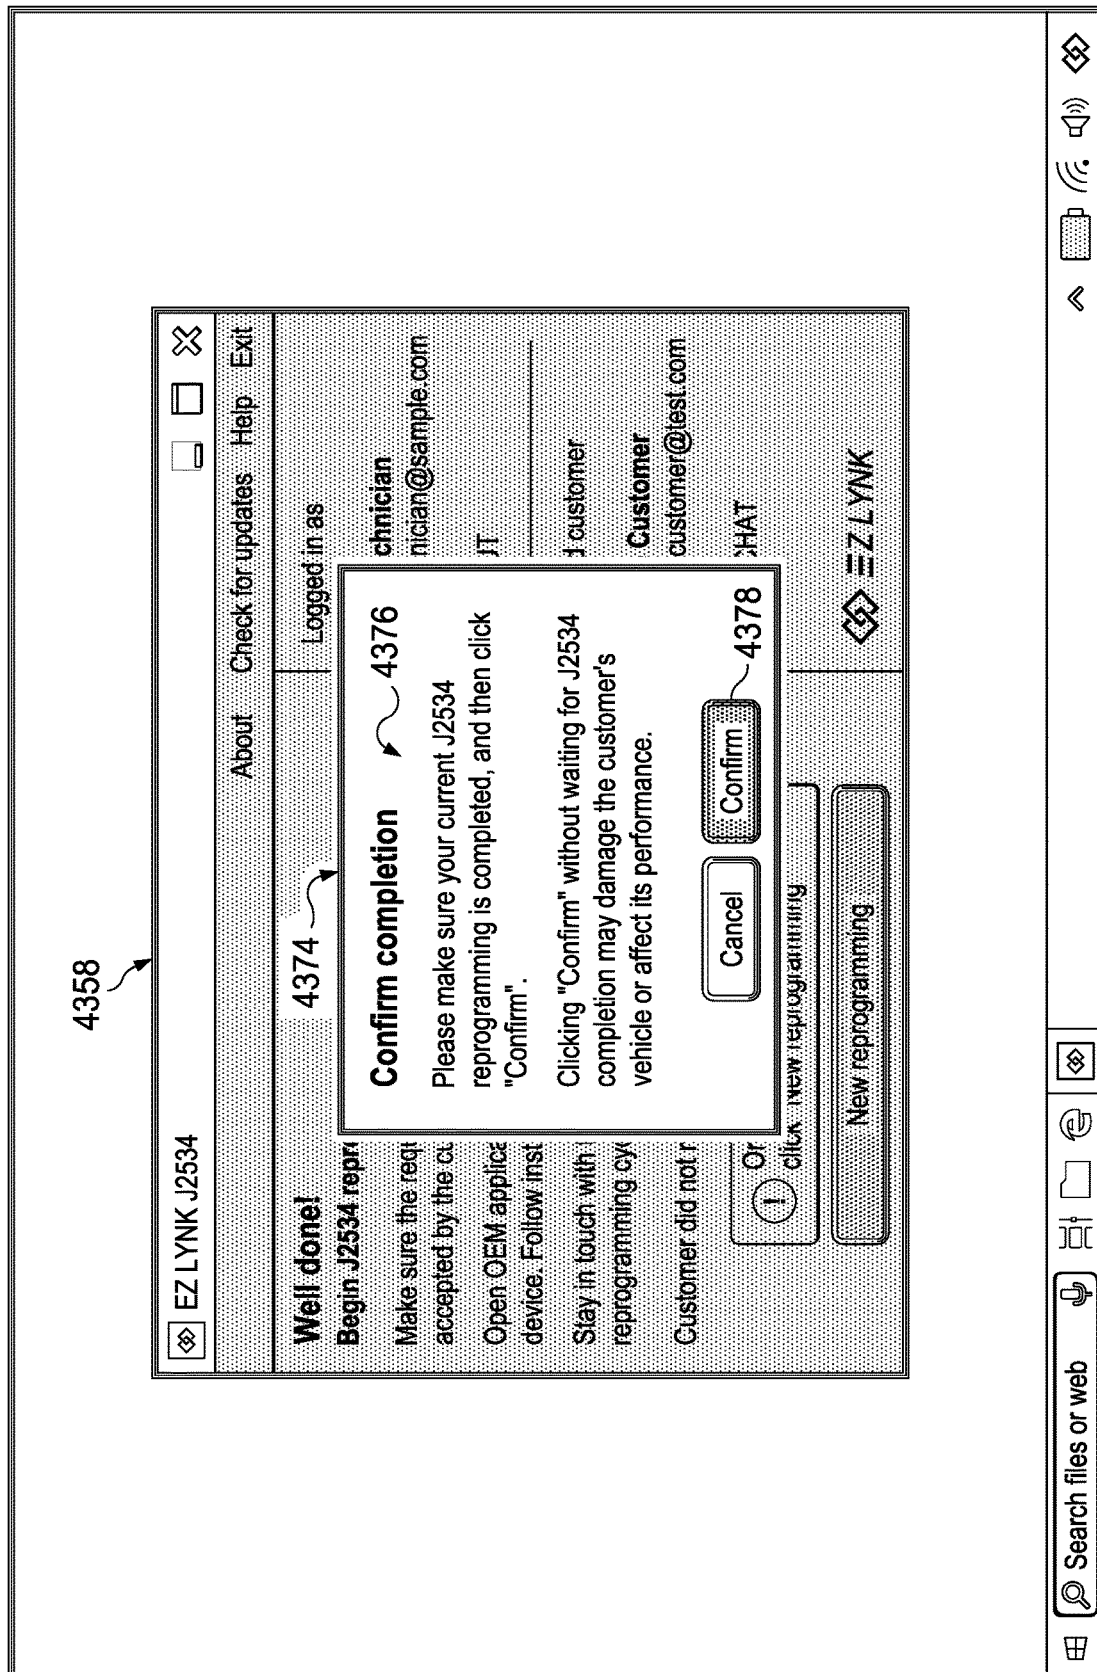 4358
EZ LYNK J2534
About Check for updates Help Exit
Well done!
Begin J2534 repr
Make sure the req
accepted by the cu
Open OEM applica
device. Follow inst
Stay in touch with
reprogramming cy
Customer did not r
Or
click "New reprogramming
New reprogramming
4374
Confirm completion
4376
Please make sure your current J2534
reprogramming is completed, and then click
"Confirm".
Clicking "Confirm" without waiting for J2534
completion may damage the customer's
vehicle or affect its performance.
Cancel
Confirm
4378
Logged in as
chnician
nician@sample.com
UT
d customer
Customer
customer@test.com
CHAT
EZ LYNK
Search files or web